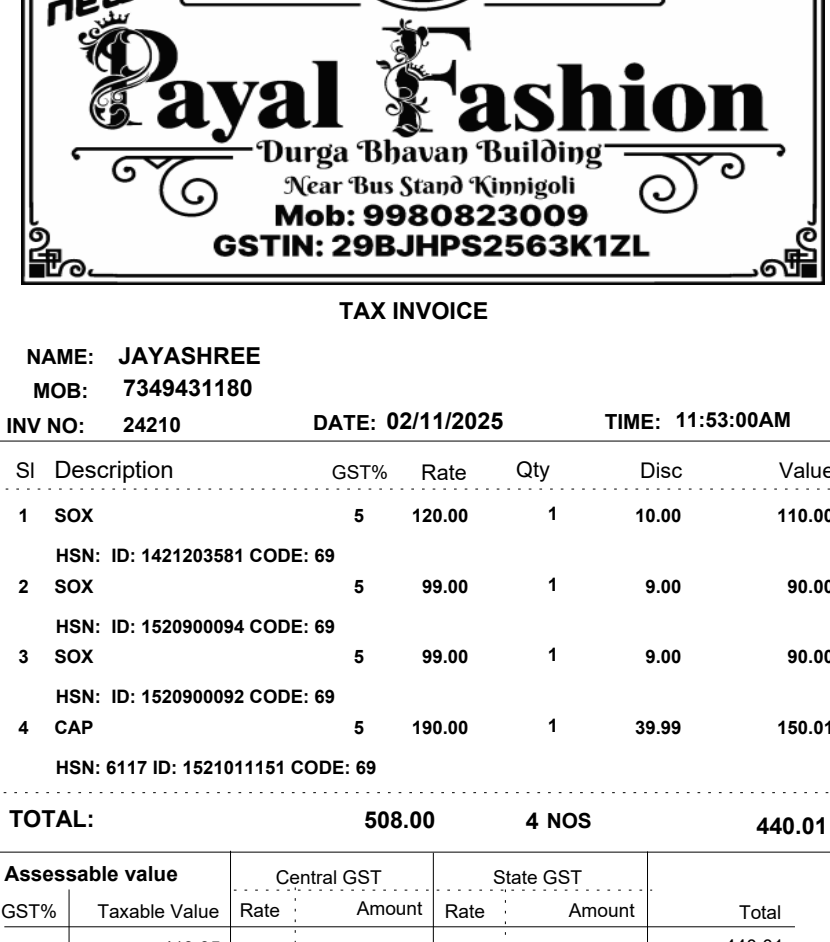 new
Payal Fashion
Durga Bhavan Building
Near Bus Stand Kinnigoli
Mob: 9980823009
GSTIN: 29BJHPS2563K1ZL
TAX INVOICE
NAME: JAYASHREE
MOB: 7349431180
INV NO: 24210 DATE: 02/11/2025 TIME: 11:53:00AM
Sl Description GST% Rate Qty Disc Value
1 SOX 5 120.00 1 10.00 110.00
HSN: ID: 1421203581 CODE: 69
2 SOX 5 99.00 1 9.00 90.00
HSN: ID: 1520900094 CODE: 69
3 SOX 5 99.00 1 9.00 90.00
HSN: ID: 1520900092 CODE: 69
4 CAP 5 190.00 1 39.99 150.01
HSN: 6117 ID: 1521011151 CODE: 69
TOTAL: 508.00 4 NOS 440.01
Assessable value Central GST State GST
GST% Taxable Value Rate Amount Rate Amount Total